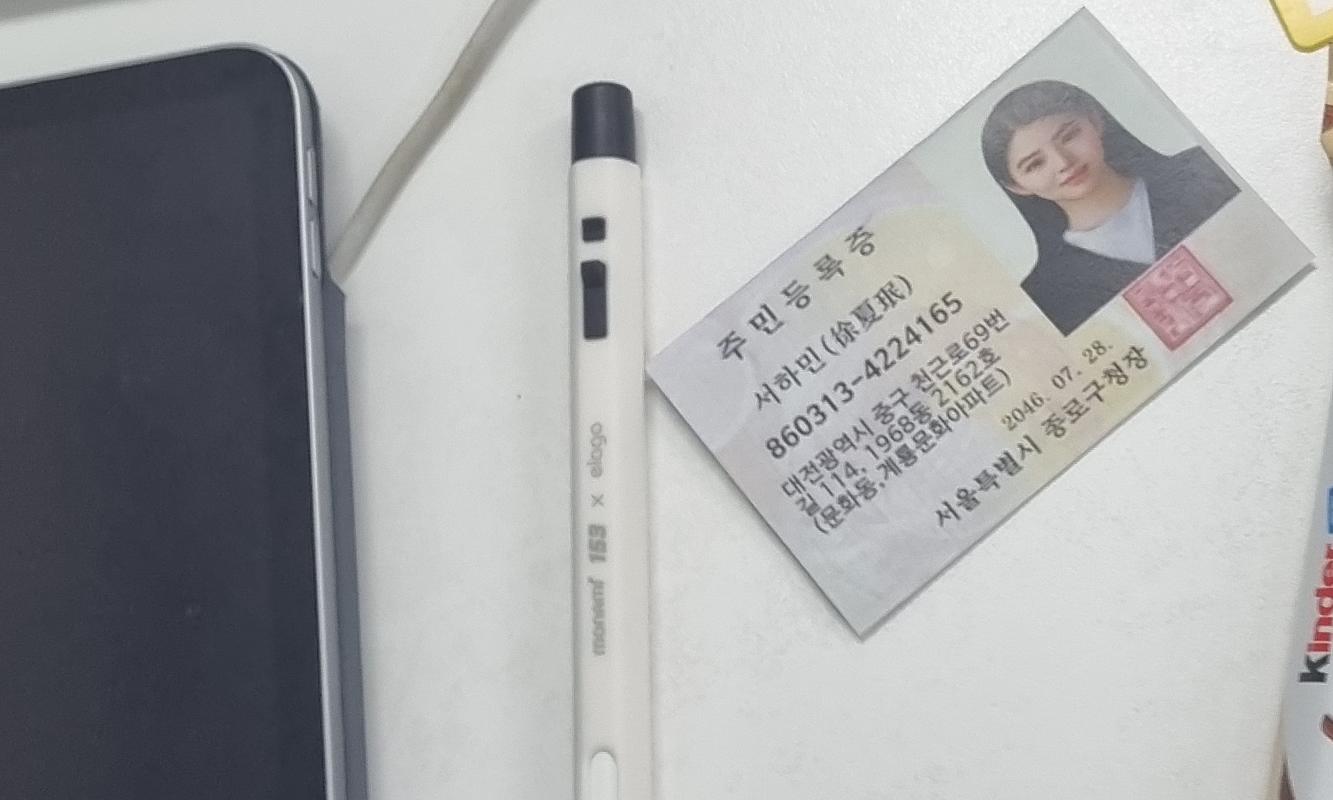 monami 153 × elago
주민등록증
서하민(徐夏珉)
860313-4224165
대전광역시 중구 천근로69번
길 114, 1968동 2162호
(문화동,계룡문화아파트)
2046. 07. 28.
서울특별시 종로구청장
kinder